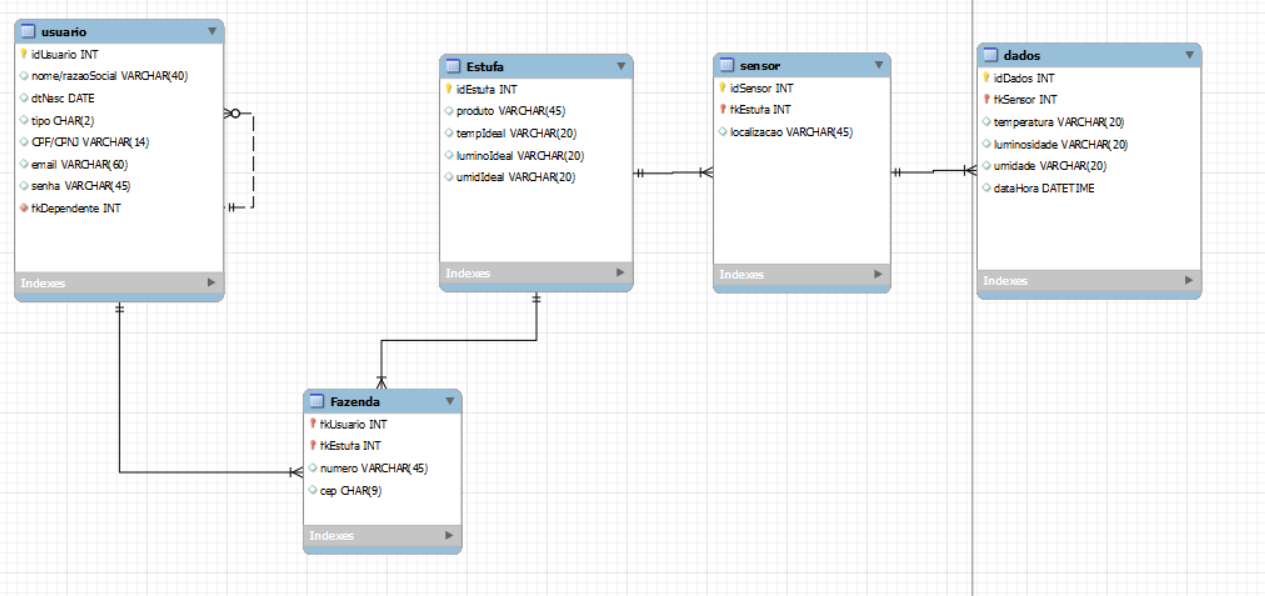 usuario
idUsuario INT
nome/razaoSocial VARCHAR(40)
dtNasc DATE
tipo CHAR(2)
CPF/CPNJ VARCHAR(14)
email VARCHAR(60)
senha VARCHAR(45)
fkDependente INT
Indexes
Estufa
idEstufa INT
produto VARCHAR(45)
tempIdeal VARCHAR(20)
luminoIdeal VARCHAR(20)
umidIdeal VARCHAR(20)
Indexes
sensor
idSensor INT
fkEstufa INT
localizacao VARCHAR(45)
Indexes
dados
idDados INT
fkSensor INT
temperatura VARCHAR(20)
luminosidade VARCHAR(20)
umidade VARCHAR(20)
dataHora DATETIME
Indexes
Fazenda
fkUsuario INT
fkEstufa INT
numero VARCHAR(45)
cep CHAR(9)
Indexes